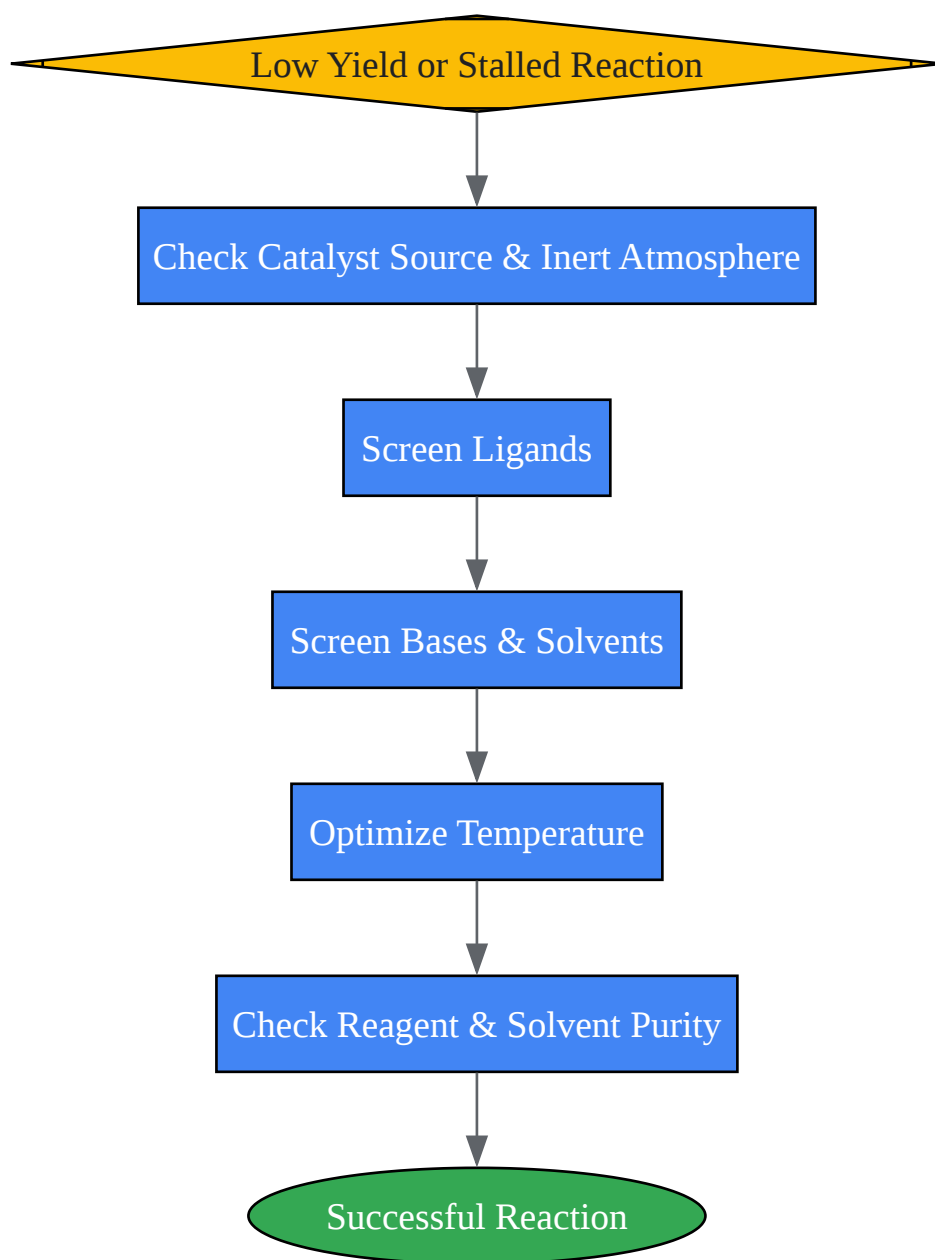 Low Yield or Stalled Reaction
Check Catalyst Source & Inert Atmosphere
Screen Ligands
Screen Bases & Solvents
Optimize Temperature
Check Reagent & Solvent Purity
Successful Reaction